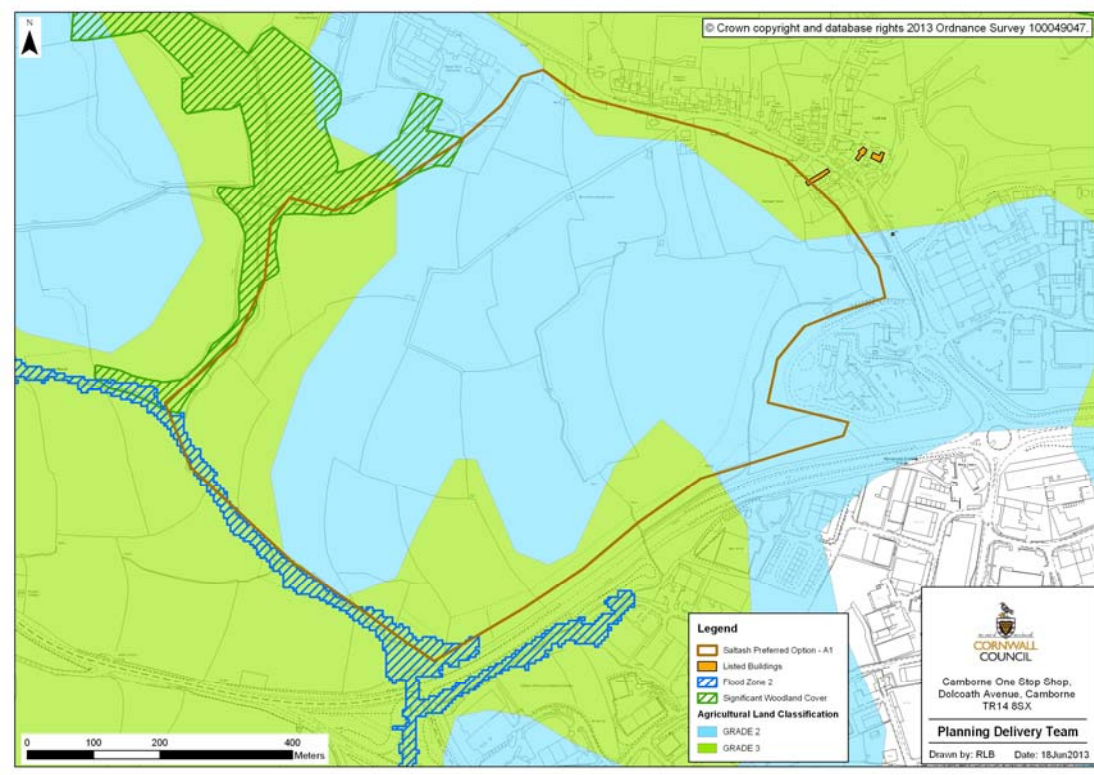 N
© Crown copyright and database rights 2013 Ordnance Survey 100049047.
Legend
Saltash Preferred Option - A1
Listed Buildings
Flood Zone 2
Significant Woodland Cover
Agricultural Land Classification
GRADE 2
GRADE 3
CORNWALL
COUNCIL
Camborne One Stop Shop,
Dolcoath Avenue, Camborne
TR14 8SX
Planning Delivery Team
Drawn by: RLB Date: 18Jun2013
0 100 200 400
Meters